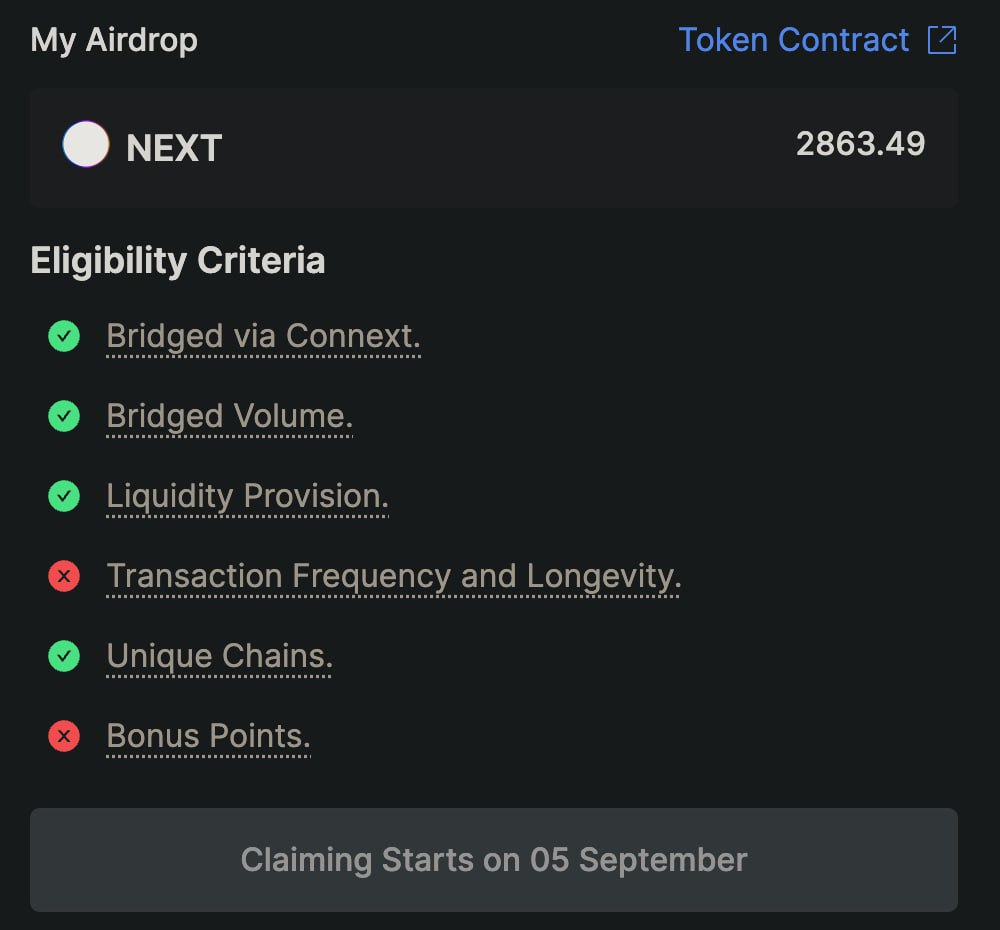 My Airdrop
Token Contract
NEXT
2863.49
Eligibility Criteria
Bridged via Connext.
Bridged Volume.
Liquidity Provision.
Transaction Frequency and Longevity.
Unique Chains.
Bonus Points.
Claiming Starts on 05 September